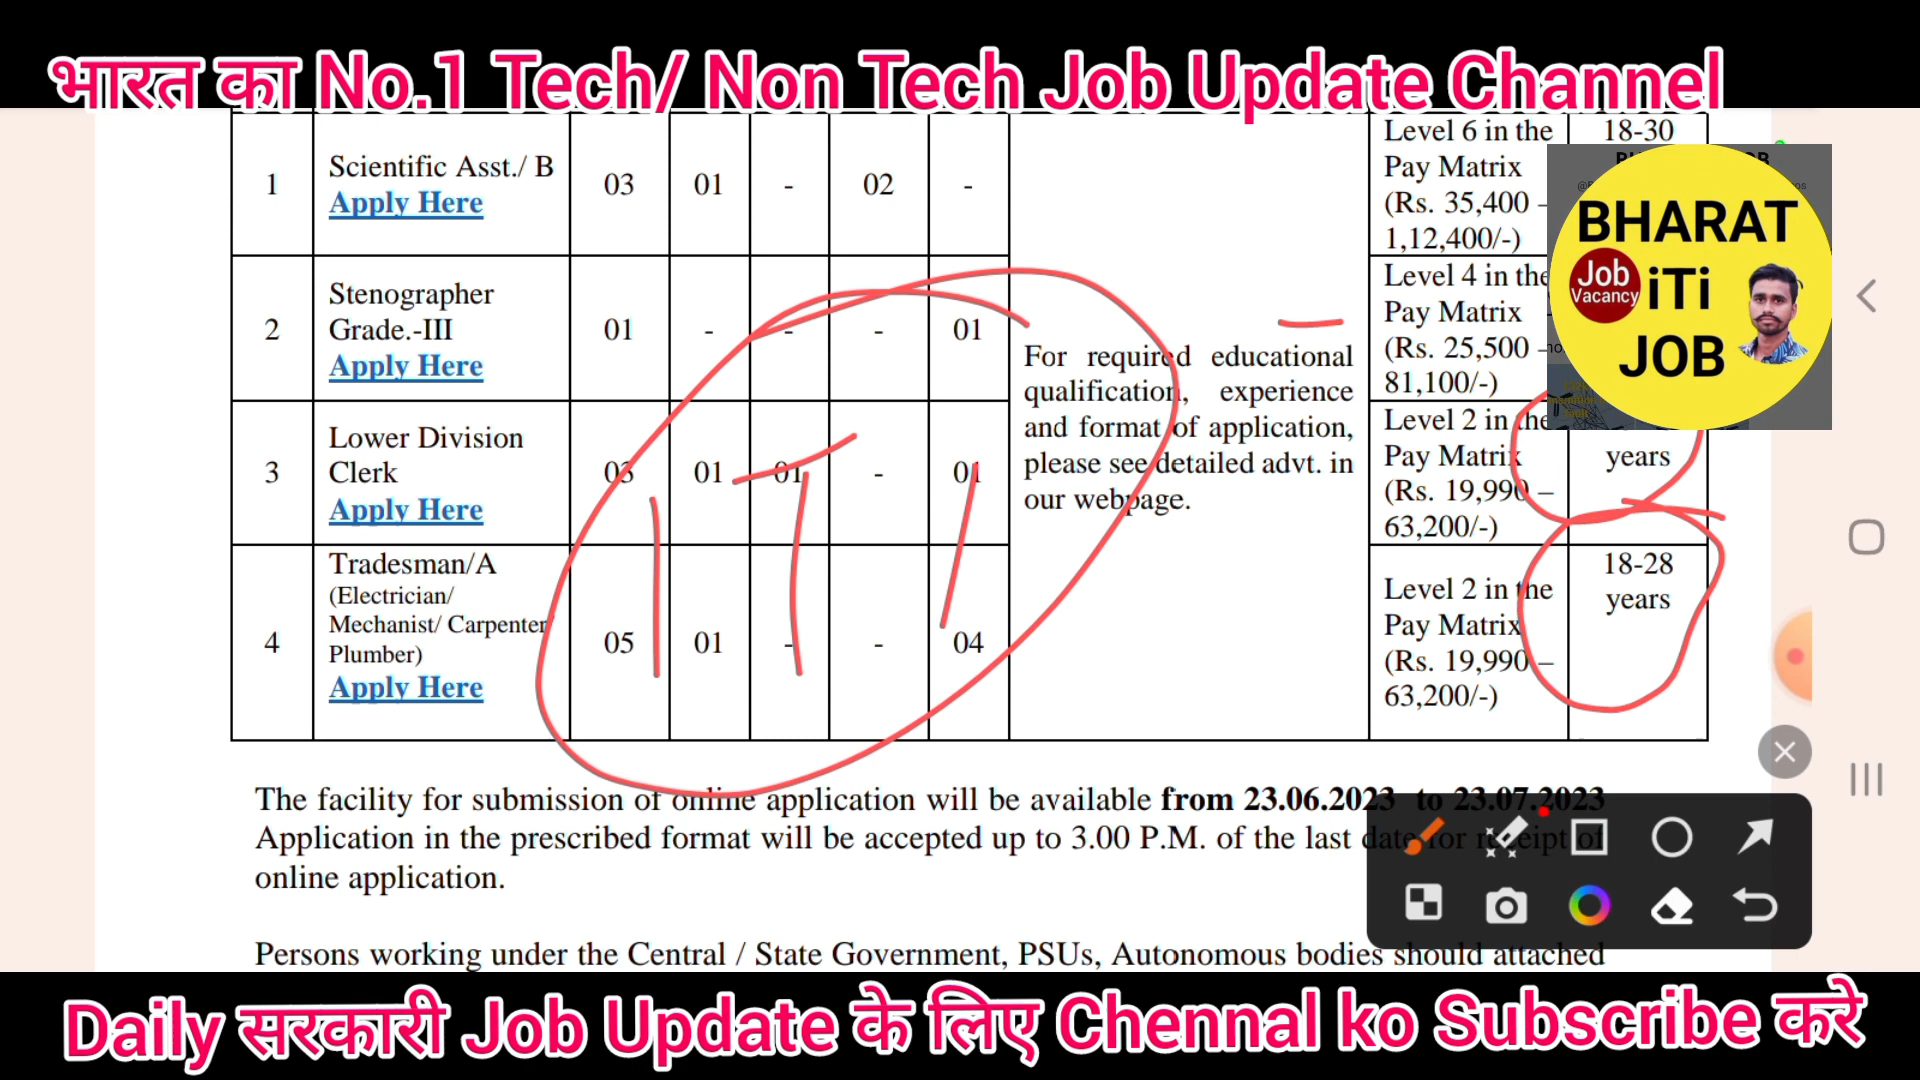 भारत का No.1 Tech/ Non Tech Job Update Channel
1
Scientific Asst./ B
Apply Here
03
01
-
-
02
-
Level 6 in the
Pay Matrix
(Rs. 35,400 –
1,12,400/-)
18-30
2
Stenographer
Grade.-III
Apply Here
01
-
-
-
01
Level 4 in the
Pay Matrix
(Rs. 25,500 –
81,100/-)
3
Lower Division
Clerk
Apply Here
03
01
01
-
01
Level 2 in the
Pay Matrix
(Rs. 19,990 –
63,200/-)
years
4
Tradesman/A
(Electrician/
Mechanist/ Carpenter
Plumber)
Apply Here
05
01
-
-
04
Level 2 in the
Pay Matrix
(Rs. 19,990 –
63,200/-)
18-28
years
For required educational
qualification, experience
and format of application,
please see detailed advt. in
our webpage.
ITI
BHARAT
Job
Vacancy
iTi
JOB
The facility for submission of online application will be available from 23.06.2023 to 23.07.2023
Application in the prescribed format will be accepted up to 3.00 P.M. of the last date for receipt of
online application.
Persons working under the Central / State Government, PSUs, Autonomous bodies should attached
Daily सरकारी Job Update के लिए Chennal ko Subscribe करे